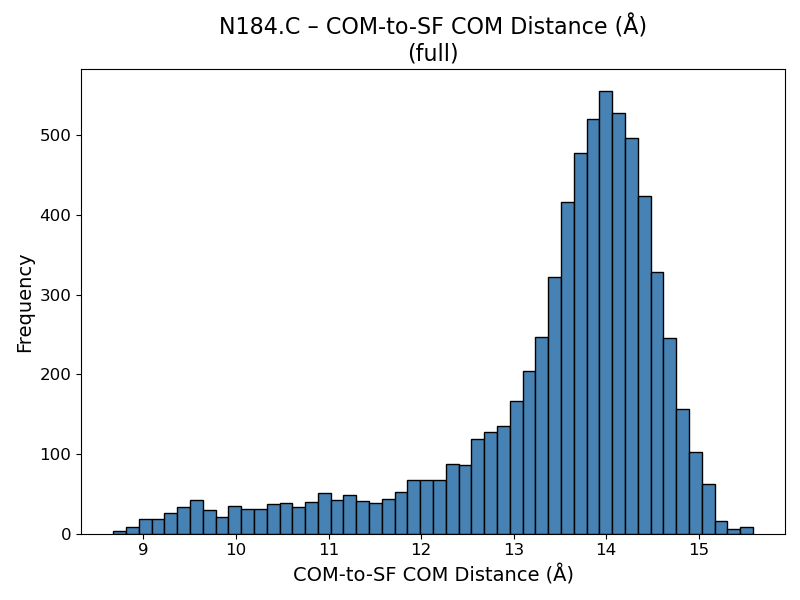 N184.C – COM-to-SF COM Distance (Å)
(full)
500
400
300
200
100
0
Frequency
9 10 11 12 13 14 15
COM-to-SF COM Distance (Å)